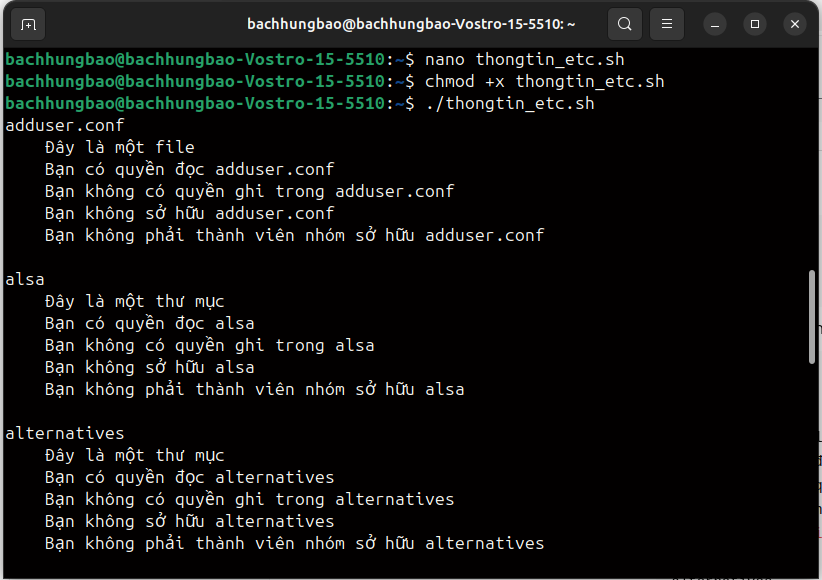 bachhungbao@bachhungbao-Vostro-15-5510: ~
bachhungbao@bachhungbao-Vostro-15-5510:~$ nano thongtin_etc.sh
bachhungbao@bachhungbao-Vostro-15-5510:~$ chmod +x thongtin_etc.sh
bachhungbao@bachhungbao-Vostro-15-5510:~$ ./thongtin_etc.sh
adduser.conf
Đây là một file
Bạn có quyền đọc adduser.conf
Bạn không có quyền ghi trong adduser.conf
Bạn không sở hữu adduser.conf
Bạn không phải thành viên nhóm sở hữu adduser.conf
alsa
Đây là một thư mục
Bạn có quyền đọc alsa
Bạn không có quyền ghi trong alsa
Bạn không sở hữu alsa
Bạn không phải thành viên nhóm sở hữu alsa
alternatives
Đây là một thư mục
Bạn có quyền đọc alternatives
Bạn không có quyền ghi trong alternatives
Bạn không sở hữu alternatives
Bạn không phải thành viên nhóm sở hữu alternatives